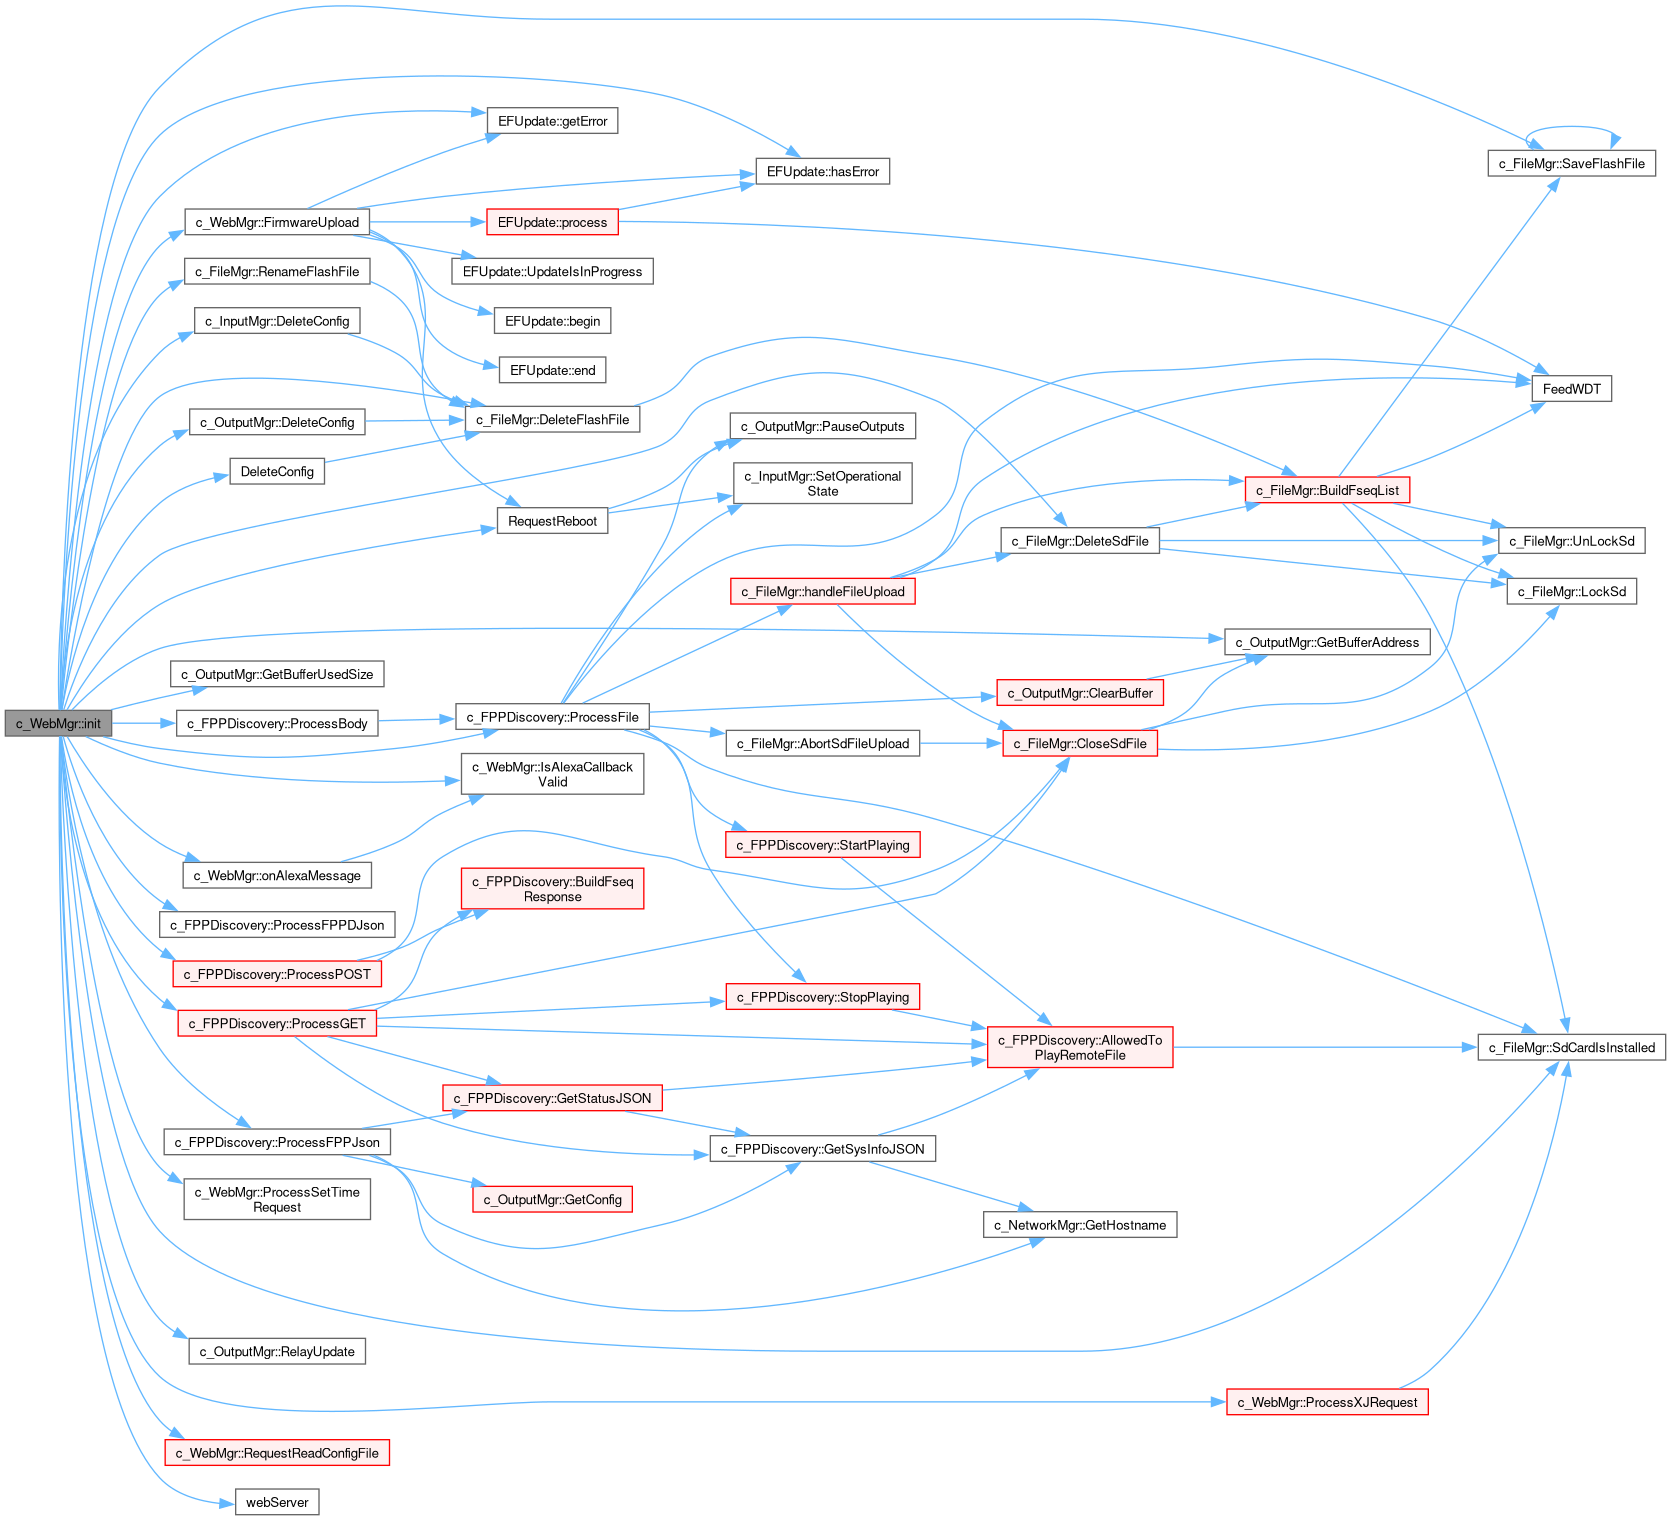 EFUpdate::getError
c_FileMgr::SaveFlashFile
EFUpdate::hasError
c_WebMgr::FirmwareUpload
EFUpdate::process
c_FileMgr::RenameFlashFile
EFUpdate::UpdateIsInProgress
c_InputMgr::DeleteConfig
EFUpdate::begin
EFUpdate::end
FeedWDT
c_OutputMgr::DeleteConfig
c_FileMgr::DeleteFlashFile
c_OutputMgr::PauseOutputs
DeleteConfig
c_InputMgr::SetOperational
State
c_FileMgr::BuildFseqList
RequestReboot
c_FileMgr::DeleteSdFile
c_FileMgr::UnLockSd
c_FileMgr::handleFileUpload
c_FileMgr::LockSd
c_OutputMgr::GetBufferAddress
c_OutputMgr::GetBufferUsedSize
c_OutputMgr::ClearBuffer
c_WebMgr::init
c_FPPDiscovery::ProcessBody
c_FPPDiscovery::ProcessFile
c_FileMgr::AbortSdFileUpload
c_FileMgr::CloseSdFile
c_WebMgr::IsAlexaCallback
Valid
c_FPPDiscovery::StartPlaying
c_WebMgr::onAlexaMessage
c_FPPDiscovery::BuildFseq
Response
c_FPPDiscovery::ProcessFPPDJson
c_FPPDiscovery::ProcessPOST
c_FPPDiscovery::StopPlaying
c_FPPDiscovery::ProcessGET
c_FPPDiscovery::AllowedTo
PlayRemoteFile
c_FileMgr::SdCardIsInstalled
c_FPPDiscovery::GetStatusJSON
c_FPPDiscovery::ProcessFPPJson
c_FPPDiscovery::GetSysInfoJSON
c_WebMgr::ProcessSetTime
Request
c_OutputMgr::GetConfig
c_NetworkMgr::GetHostname
c_OutputMgr::RelayUpdate
c_WebMgr::ProcessXJRequest
c_WebMgr::RequestReadConfigFile
webServer